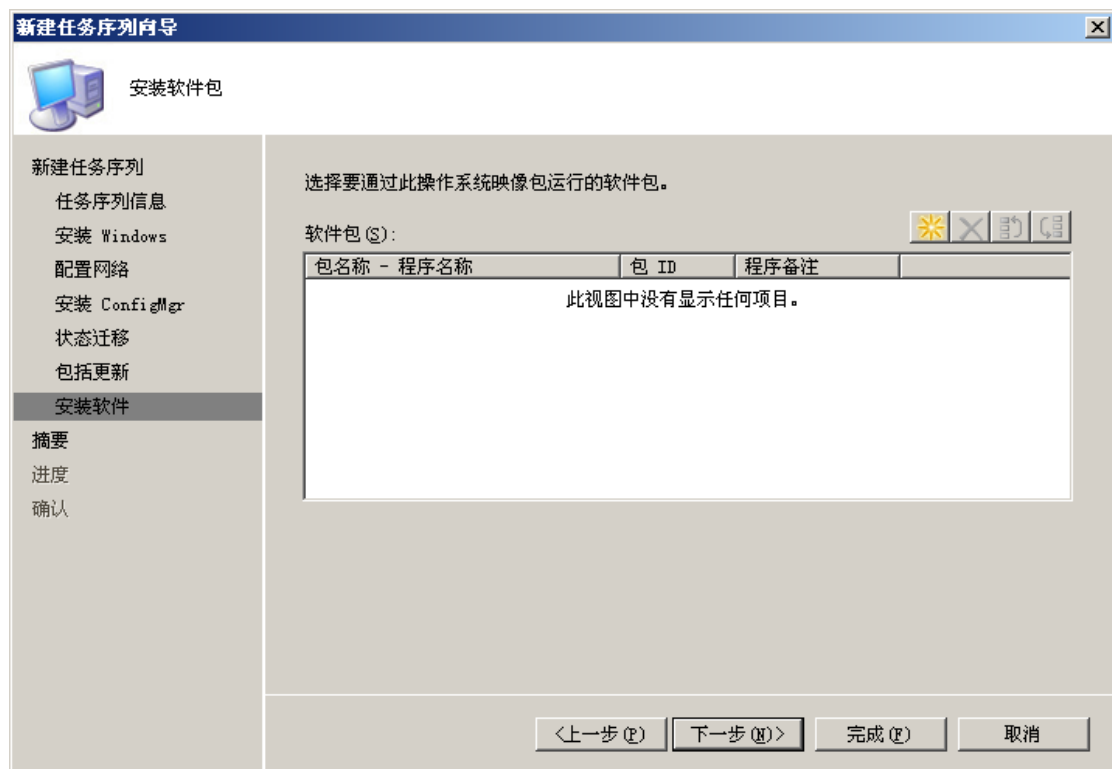 新建任务序列向导
安装软件包
新建任务序列
任务序列信息
安装 Windows
配置网络
安装 ConfigMgr
状态迁移
包括更新
安装软件
摘要
进度
确认
选择要通过此操作系统映像包运行的软件包。
软件包(S):
包名称 - 程序名称 包 ID 程序备注
此视图中没有显示任何项目。
<上一步(P) 下一步(N)> 完成(F) 取消